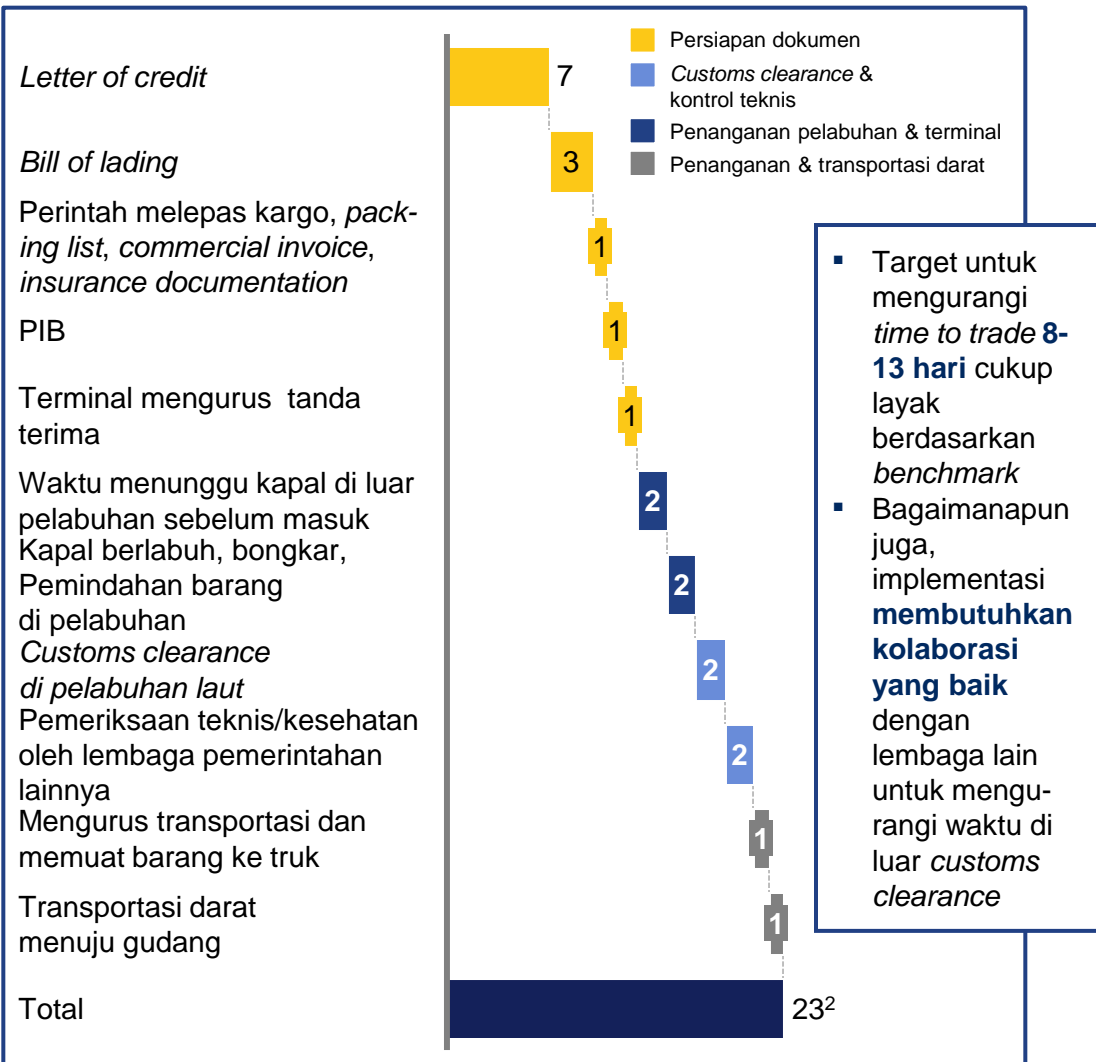 Letter of credit
7
Bill of lading
3
Perintah melepas kargo, pack-
ing list, commercial invoice,
insurance documentation
1
PIB
1
Terminal mengurus tanda
terima
1
Waktu menunggu kapal di luar
pelabuhan sebelum masuk
2
Kapal berlabuh, bongkar,
Pemindahan barang
di pelabuhan
2
Customs clearance
di pelabuhan laut
2
Pemeriksaan teknis/kesehatan
oleh lembaga pemerintahan
lainnya
2
Mengurus transportasi dan
memuat barang ke truk
1
Transportasi darat
menuju gudang
1
Total
23²
Persiapan dokumen
Customs clearance &
kontrol teknis
Penanganan pelabuhan & terminal
Penanganan & transportasi darat
▪ Target untuk
mengurangi
time to trade 8-
13 hari cukup
layak
berdasarkan
benchmark
▪ Bagaimanapun
juga,
implementasi
membutuhkan
kolaborasi
yang baik
dengan
lembaga lain
untuk mengu-
rangi waktu di
luar customs
clearance